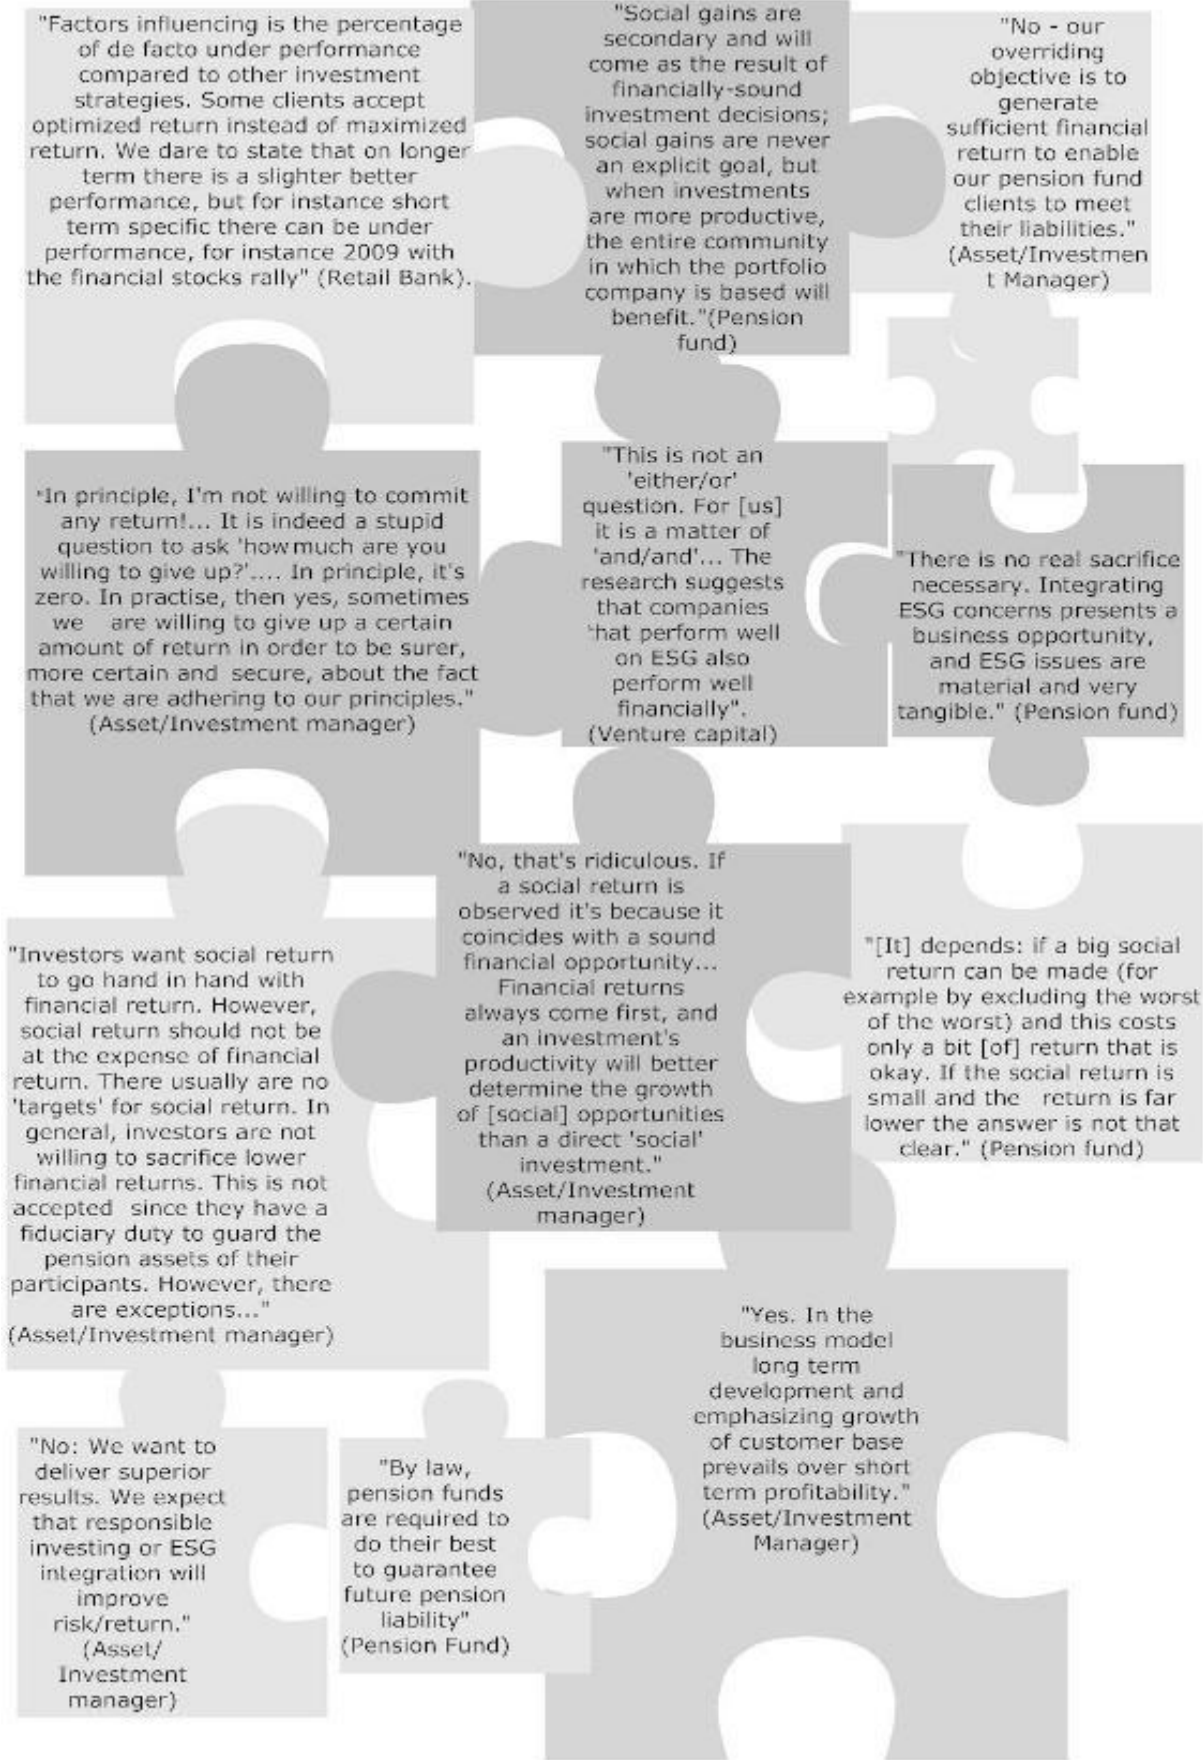 "Factors influencing is the percentage
of de facto under performance
compared to other investment
strategies. Some clients accept
optimized return instead of maximized
return. We dare to state that on longer
term there is a slighter better
performance, but for instance short
term specific there can be under
performance, for instance 2009 with
the financial stocks rally" (Retail Bank).
"Social gains are
secondary and will
come as the result of
financially-sound
investment decisions;
social gains are never
an explicit goal, but
when investments
are more productive,
the entire community
in which the portfolio
company is based will
benefit."(Pension
fund)
"No - our
overriding
objective is to
generate
sufficient financial
return to enable
our pension fund
clients to meet
their liabilities."
(Asset/Investmen
t Manager)
"In principle, I'm not willing to commit
any return!... It is indeed a stupid
question to ask 'how much are you
willing to give up?'.... In principle, it's
zero. In practise, then yes, sometimes
we are willing to give up a certain
amount of return in order to be surer,
more certain and secure, about the fact
that we are adhering to our principles."
(Asset/Investment manager)
"This is not an
'either/or'
question. For [us]
it is a matter of
'and/and'... The
research suggests
that companies
that perform well
on ESG also
perform well
financially".
(Venture capital)
"There is no real sacrifice
necessary. Integrating
ESG concerns presents a
business opportunity,
and ESG issues are
material and very
tangible." (Pension fund)
"Investors want social return
to go hand in hand with
financial return. However,
social return should not be
at the expense of financial
return. There usually are no
'targets' for social return. In
general, investors are not
willing to sacrifice lower
financial returns. This is not
accepted since they have a
fiduciary duty to guard the
pension assets of their
participants. However, there
are exceptions..."
(Asset/Investment manager)
"No, that's ridiculous. If
a social return is
observed it's because it
coincides with a sound
financial opportunity...
Financial returns
always come first, and
an investment's
productivity will better
determine the growth
of [social] opportunities
than a direct 'social'
investment."
(Asset/Investment
manager)
"[It] depends: if a big social
return can be made (for
example by excluding the worst
of the worst) and this costs
only a bit [of] return that is
okay. If the social return is
small and the return is far
lower the answer is not that
clear." (Pension fund)
"No: We want to
deliver superior
results. We expect
that responsible
investing or ESG
integration will
improve
risk/return."
(Asset/
Investment
manager)
"By law,
pension funds
are required to
do their best
to guarantee
future pension
liability"
(Pension Fund)
"Yes. In the
business model
long term
development and
emphasizing growth
of customer base
prevails over short
term profitability."
(Asset/Investment
Manager)